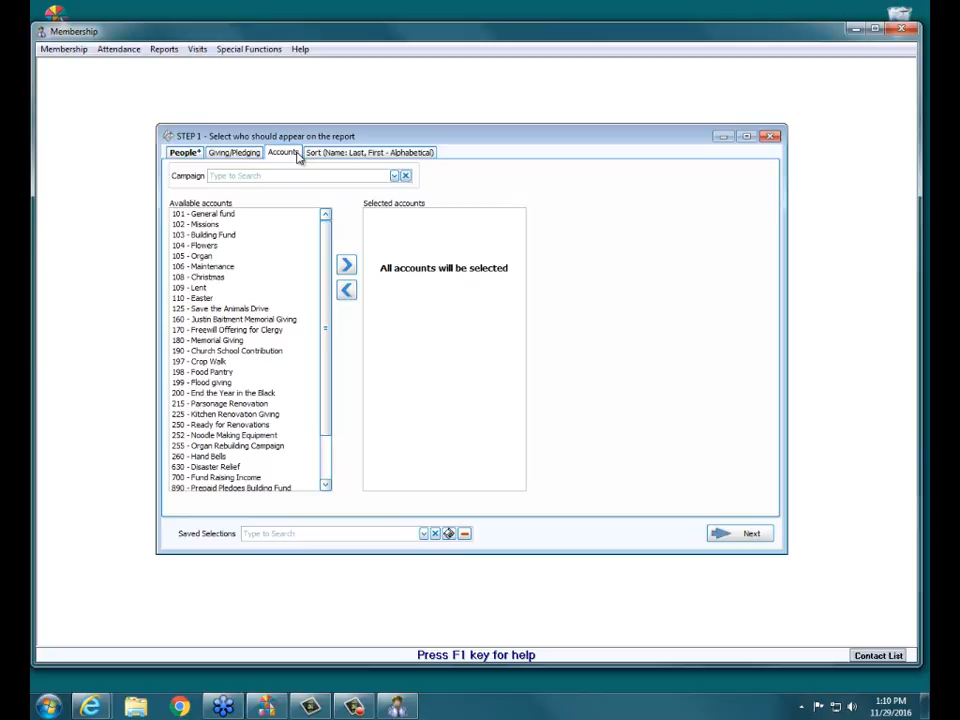 Membership
Membership Attendance Reports Visits Special Functions Help
STEP 1 - Select who should appear on the report
People* Giving/Pledging Accounts Sort (Name: Last, First - Alphabetical)
Campaign Type to Search
Available accounts
101 - General fund
102 - Missions
103 - Building Fund
104 - Flowers
105 - Organ
106 - Maintenance
108 - Christmas
109 - Lent
110 - Easter
125 - Save the Animals Drive
160 - Justin Baitment Memorial Giving
170 - Freewill Offering for Clergy
180 - Memorial Giving
190 - Church School Contribution
197 - Crop Walk
198 - Food Pantry
199 - Flood giving
200 - End the Year in the Black
215 - Parsonage Renovation
225 - Kitchen Renovation Giving
250 - Ready for Renovations
252 - Noodle Making Equipment
255 - Organ Rebuilding Campaign
260 - Hand Bells
630 - Disaster Relief
700 - Fund Raising Income
890 - Prepaid Pledges Building Fund
Selected accounts
All accounts will be selected
Saved Selections Type to Search
Next
Press F1 key for help
Contact List
1:10 PM
11/29/2016